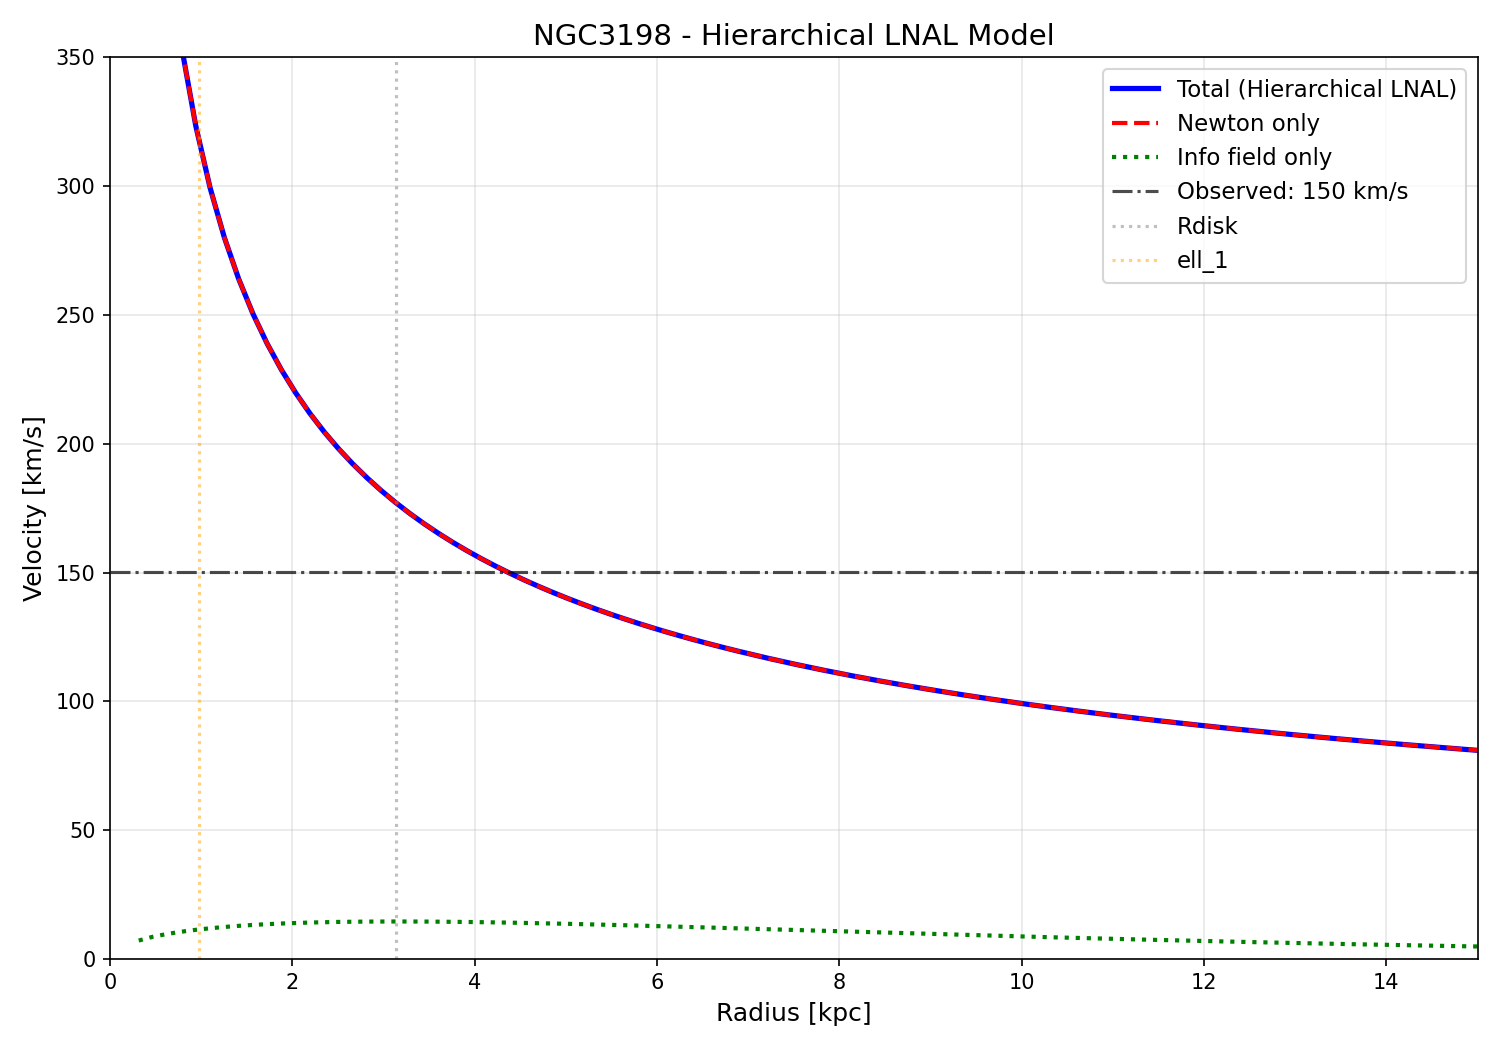 NGC3198 - Hierarchical LNAL Model
350
300
250
200
150
100
50
0
Velocity [km/s]
Total (Hierarchical LNAL)
Newton only
Info field only
Observed: 150 km/s
Rdisk
ell_1
0 2 4 6 8 10 12 14
Radius [kpc]